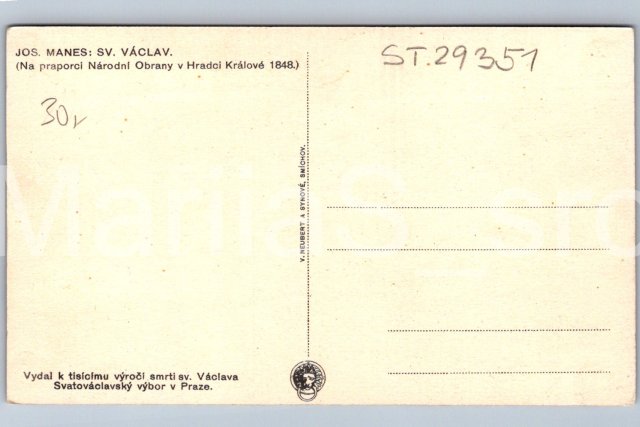 JOS. MANES: SV. VÁCLAV.
(Na praporci Národní Obrany v Hradci Králové 1848.)
ST.29351
30,-
V. NEUBERT A SYNOVÉ, SMÍCHOV.
Vydal k tisícímu výročí smrti sv. Václava
Svatováclavský výbor v Praze.